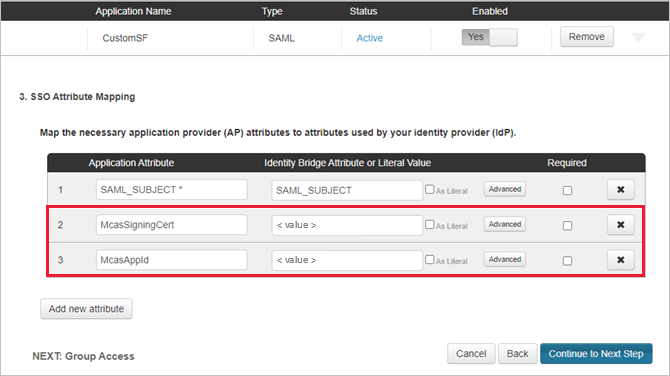 Application Name Type Status Enabled
CustomSF SAML Active Yes Remove
3. SSO Attribute Mapping
Map the necessary application provider (AP) attributes to attributes used by your identity provider (IdP).
Application Attribute Identity Bridge Attribute or Literal Value Required
1 SAML_SUBJECT * SAML_SUBJECT As Literal Advanced
2 McasSigningCert < value > As Literal Advanced
3 McasAppId < value > As Literal Advanced
Add new attribute
NEXT: Group Access Cancel Back Continue to Next Step